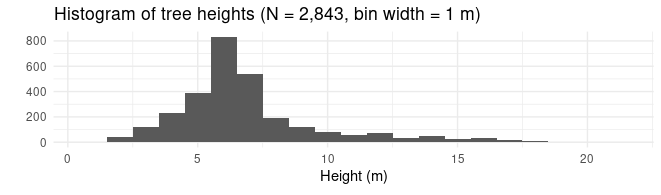 Histogram of tree heights (N = 2,843, bin width = 1 m)
800
600
400
200
0
0 5 10 15 20
Height (m)